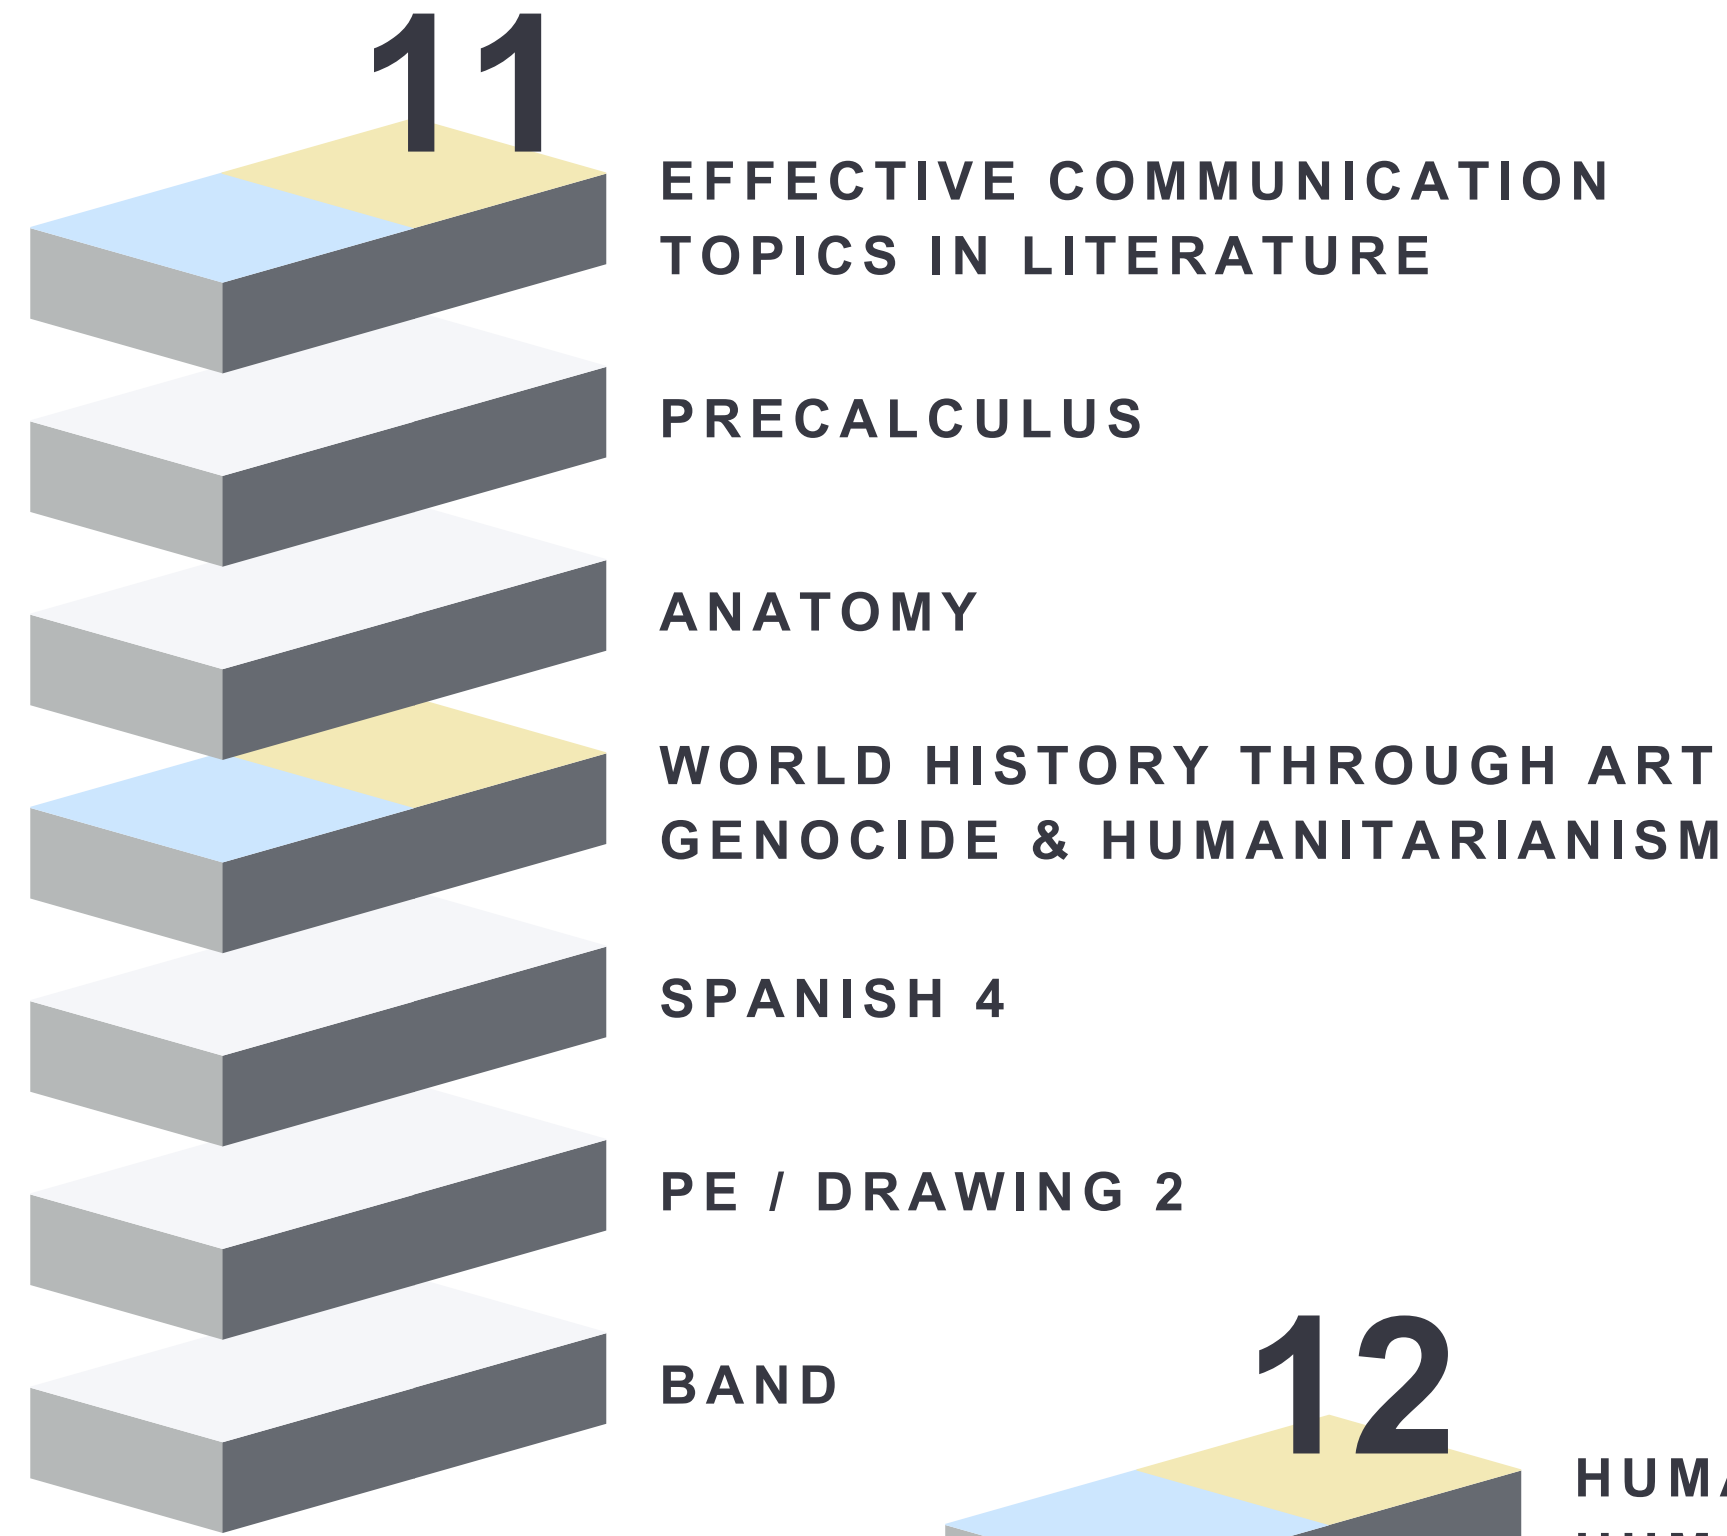 11
EFFECTIVE COMMUNICATION
TOPICS IN LITERATURE
PRECALCULUS
ANATOMY
WORLD HISTORY THROUGH ART
GENOCIDE & HUMANITARIANISM
SPANISH 4
PE / DRAWING 2
BAND
12